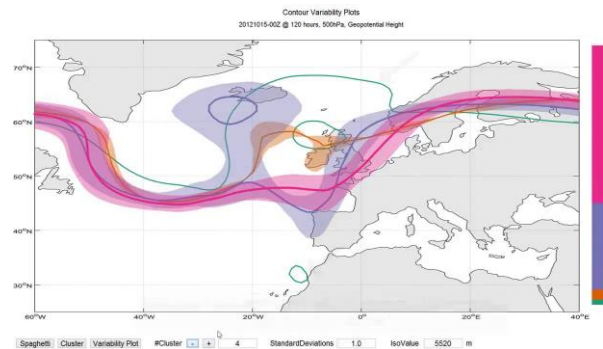 Contour Variability Plots
20121015-00Z @ 120 hours, 500hPa, Geopotential Height
70°N
60°N
50°N
40°N
30°N
60°W 40°W 20°W 0°E 20°E 40°E
Spaghetti Cluster Variability Plot #Cluster - + 4 StandardDeviations 1.0 IsoValue 5520 m